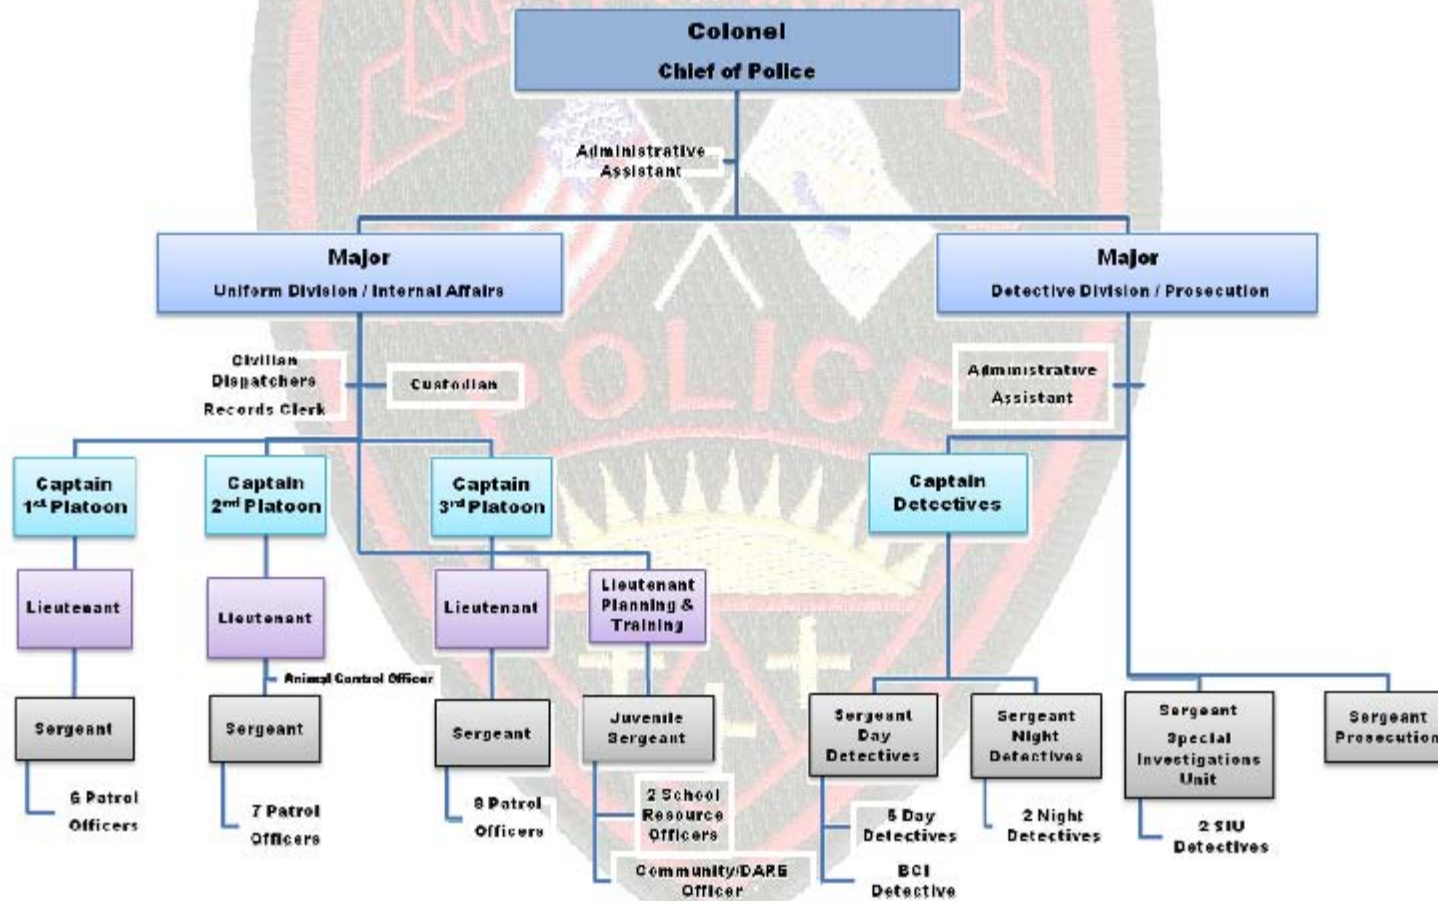 Colonel
Chief of Police
Administrative
Assistant
Major
Uniform Division / Internal Affairs
Major
Detective Division / Prosecution
Civilian
Dispatchers
Records Clerk
Custodian
Administrative
Assistant
Captain
1st Platoon
Captain
2nd Platoon
Captain
3rd Platoon
Captain
Detectives
Lieutenant
Lieutenant
Lieutenant
Lieutenant
Planning &
Training
Animal Control Officer
Sergeant
Sergeant
Sergeant
Juvenile
Sergeant
Sergeant
Day
Detectives
Sergeant
Night
Detectives
Sergeant
Special
Investigations
Unit
Sergeant
Prosecution
6 Patrol
Officers
7 Patrol
Officers
8 Patrol
Officers
2 School
Resource
Officers
Community/DARE
Officer
5 Day
Detectives
BCI
Detective
2 Night
Detectives
2 SIU
Detectives
POLICE